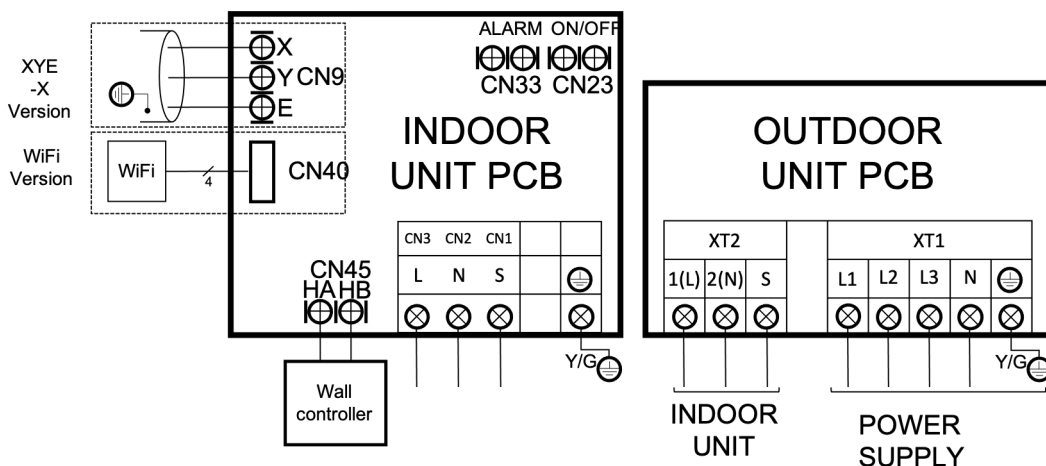 XYE
-X
Version
X
Y CN9
E
ALARM ON/OFF
CN33 CN23
INDOOR
UNIT PCB
WiFi
Version
WiFi
4
CN40
CN3 CN2 CN1
L N S
CN45
HA HB
Y/G
Wall
controller
OUTDOOR
UNIT PCB
XT2
XT1
1(L) 2(N) S
L1 L2 L3 N
Y/G
INDOOR
UNIT
POWER
SUPPLY